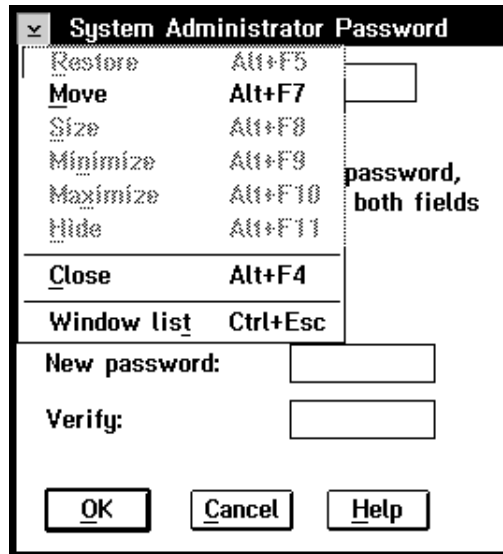 System Administrator Password
Restore Alt+F5
Move Alt+F7
Size Alt+F8
Minimize Alt+F9
Maximize Alt+F10
Hide Alt+F11
password,
both fields
Close Alt+F4
Window list Ctrl+Esc
New password:
Verify:
OK Cancel Help